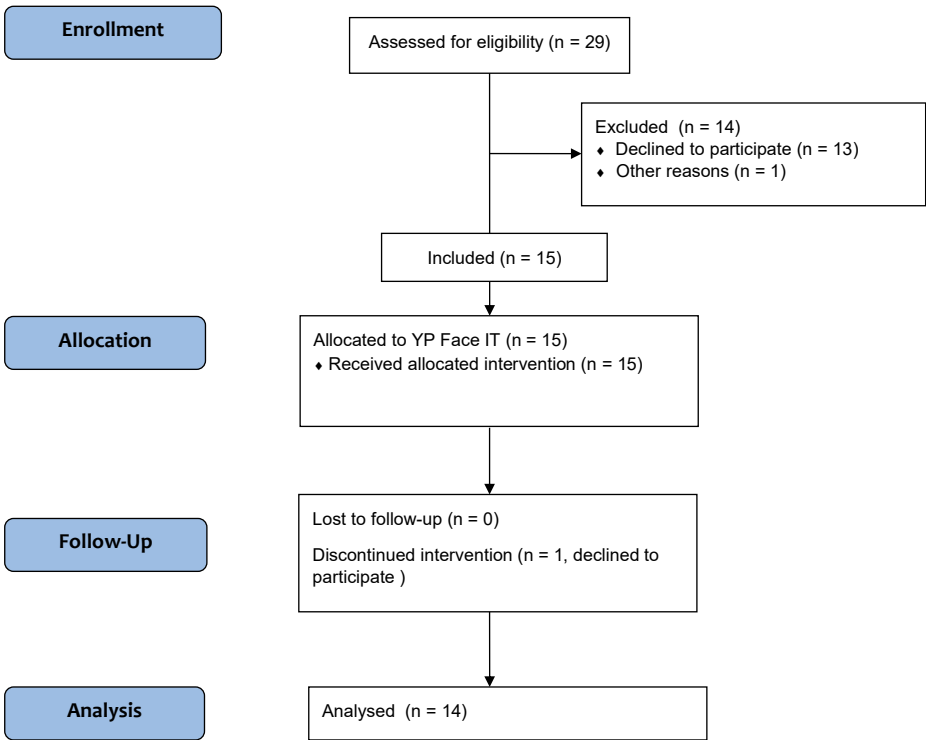 Enrollment
Assessed for eligibility (n = 29)
Excluded (n = 14)
♦ Declined to participate (n = 13)
♦ Other reasons (n = 1)
Included (n = 15)
Allocation
Allocated to YP Face IT (n = 15)
♦ Received allocated intervention (n = 15)
Follow-Up
Lost to follow-up (n = 0)
Discontinued intervention (n = 1, declined to
participate )
Analysis
Analysed (n = 14)